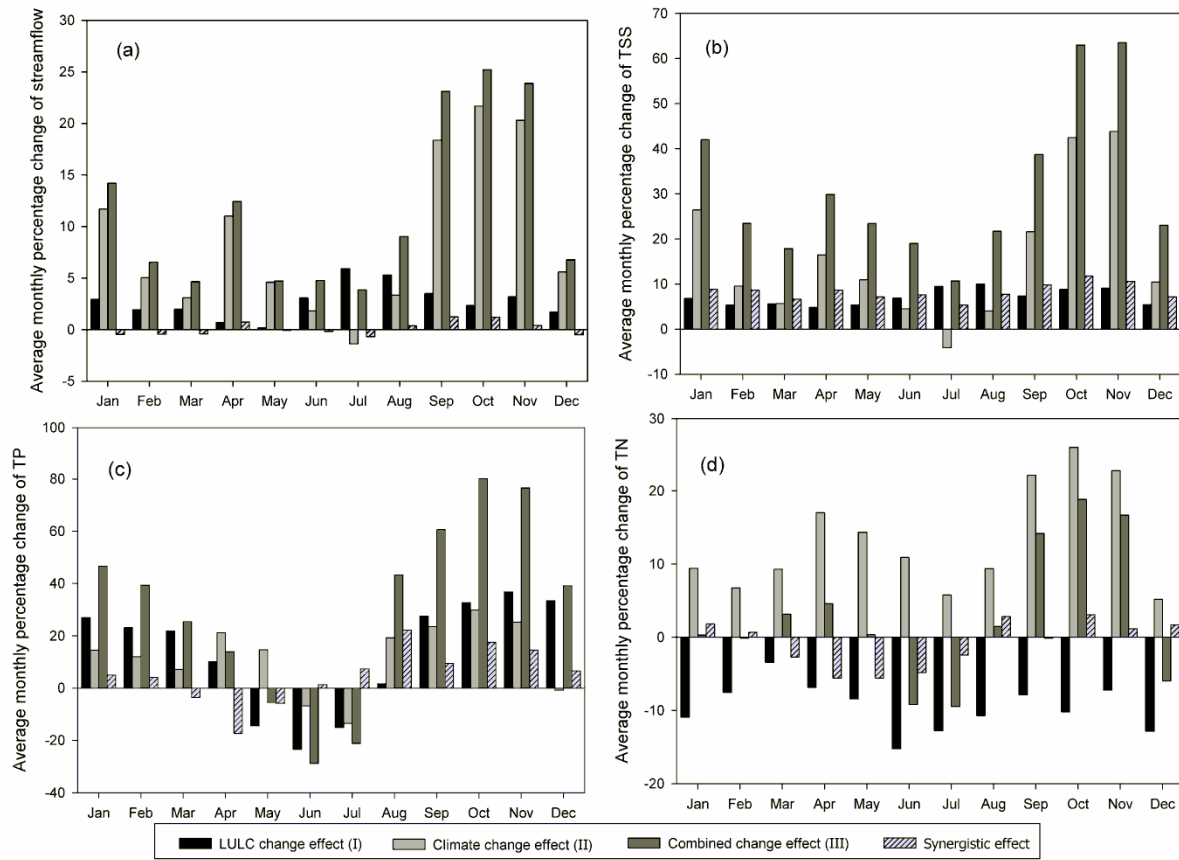 (a)
Average monthly percentage change of streamflow
30
25
20
15
10
5
0
-5
Jan Feb Mar Apr May Jun Jul Aug Sep Oct Nov Dec
(b)
Average monthly percentage change of TSS
70
60
50
40
30
20
10
0
-10
Jan Feb Mar Apr May Jun Jul Aug Sep Oct Nov Dec
(c)
Average monthly percentage change of TP
100
80
60
40
20
0
-20
-40
Jan Feb Mar Apr May Jun Jul Aug Sep Oct Nov Dec
(d)
Average monthly percentage change of TN
30
20
10
0
-10
-20
Jan Feb Mar Apr May Jun Jul Aug Sep Oct Nov Dec
LULC change effect (I) Climate change effect (II) Combined change effect (III) Synergistic effect